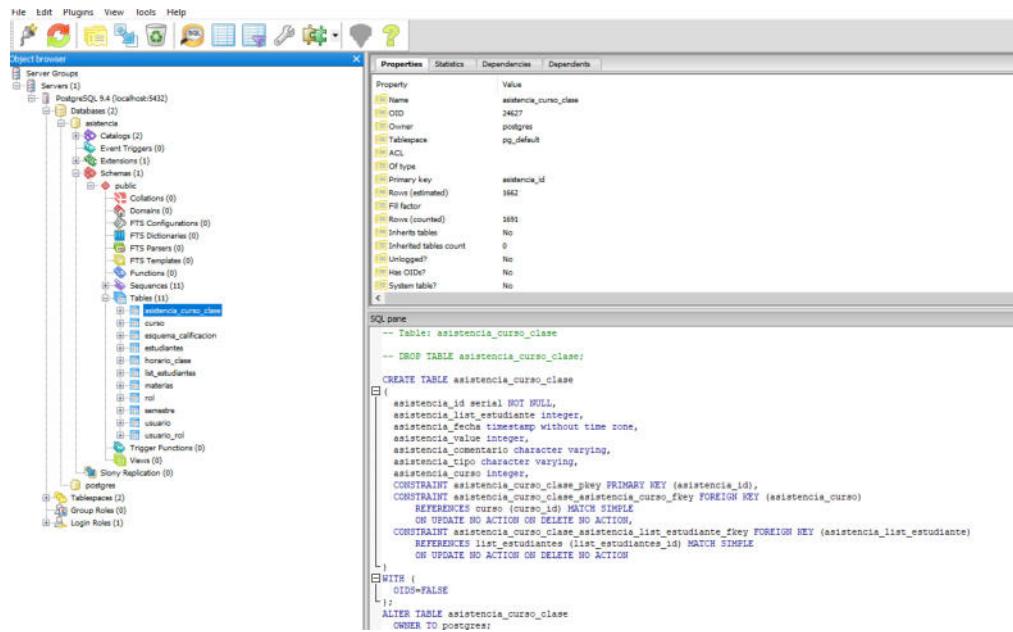 File Edit Plugins View Tools Help
SQL
Object browser
Server Groups
Servers (1)
PostgreSQL 9.4 (localhost:5432)
Databases (2)
asistencia
Catalogs (2)
Event Triggers (0)
Extensions (1)
Schemas (1)
public
Collations (0)
Domains (0)
FTS Configurations (0)
FTS Dictionaries (0)
FTS Parsers (0)
FTS Templates (0)
Functions (0)
Sequences (11)
Tables (11)
asistencia_curso_clase
curso
esquema_calificacion
estudiantes
horario_clase
list_estudiantes
materias
rol
semestre
usuario
usuario_rol
Trigger Functions (0)
Views (0)
Slony Replication (0)
postgres
Tablespaces (2)
Group Roles (0)
Login Roles (1)
Properties Statistics Dependencies Dependents
Property Value
Name asistencia_curso_clase
OID 24627
Owner postgres
Tablespace pg_default
ACL
Of type
Primary key asistencia_id
Rows (estimated) 1662
Fill factor
Rows (counted) 1691
Inherits tables No
Inherited tables count 0
Unlogged? No
Has OIDs? No
System table? No
SQL pane
-- Table: asistencia_curso_clase
-- DROP TABLE asistencia_curso_clase;
CREATE TABLE asistencia_curso_clase
(
asistencia_id serial NOT NULL,
asistencia_list_estudiante integer,
asistencia_fecha timestamp without time zone,
asistencia_value integer,
asistencia_comentario character varying,
asistencia_tipo character varying,
asistencia_curso integer,
CONSTRAINT asistencia_curso_clase_pkey PRIMARY KEY (asistencia_id),
CONSTRAINT asistencia_curso_clase_asistencia_curso_fkey FOREIGN KEY (asistencia_curso)
REFERENCES curso (curso_id) MATCH SIMPLE
ON UPDATE NO ACTION ON DELETE NO ACTION,
CONSTRAINT asistencia_curso_clase_asistencia_list_estudiante_fkey FOREIGN KEY (asistencia_list_estudiante)
REFERENCES list_estudiantes (list_estudiantes_id) MATCH SIMPLE
ON UPDATE NO ACTION ON DELETE NO ACTION
)
WITH (
OIDS=FALSE
);
ALTER TABLE asistencia_curso_clase
OWNER TO postgres;